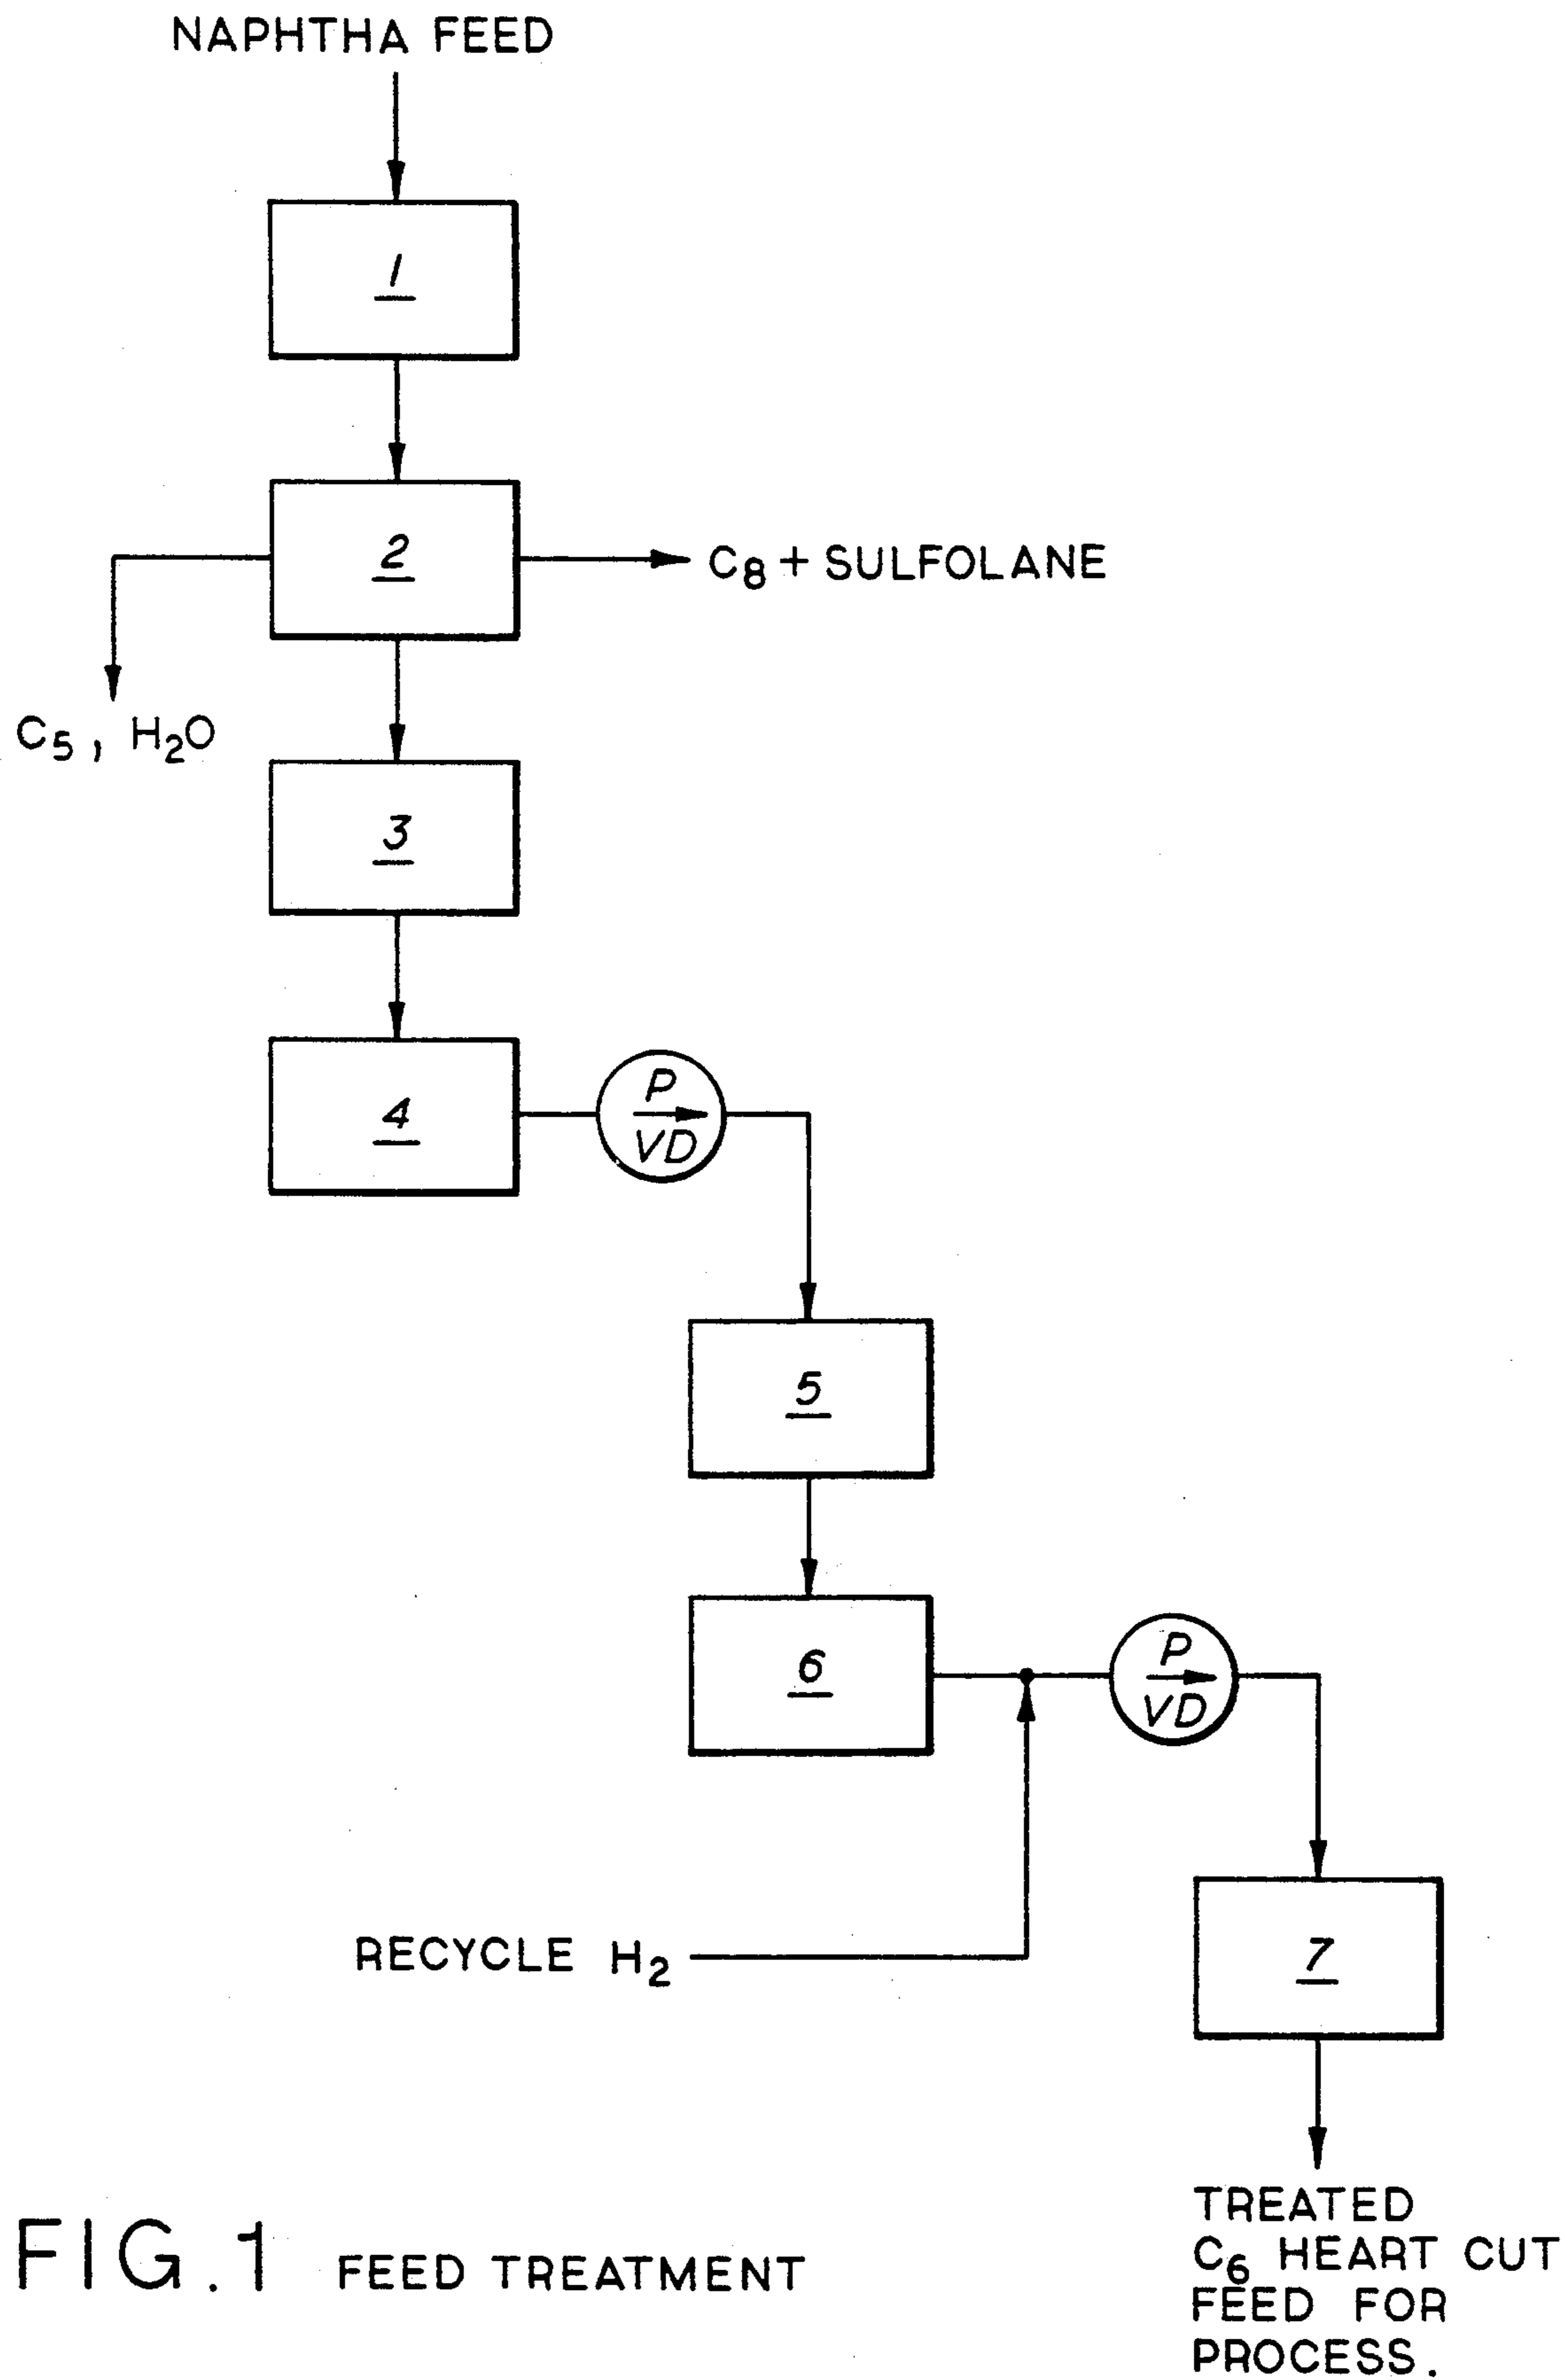 NAPHTHA FEED
1
2
C8 + SULFOLANE
C5, H2O
3
4
P
VD
5
6
P
VD
RECYCLE H2
7
TREATED
C6 HEART CUT
FEED FOR
PROCESS.
FIG. 1 FEED TREATMENT